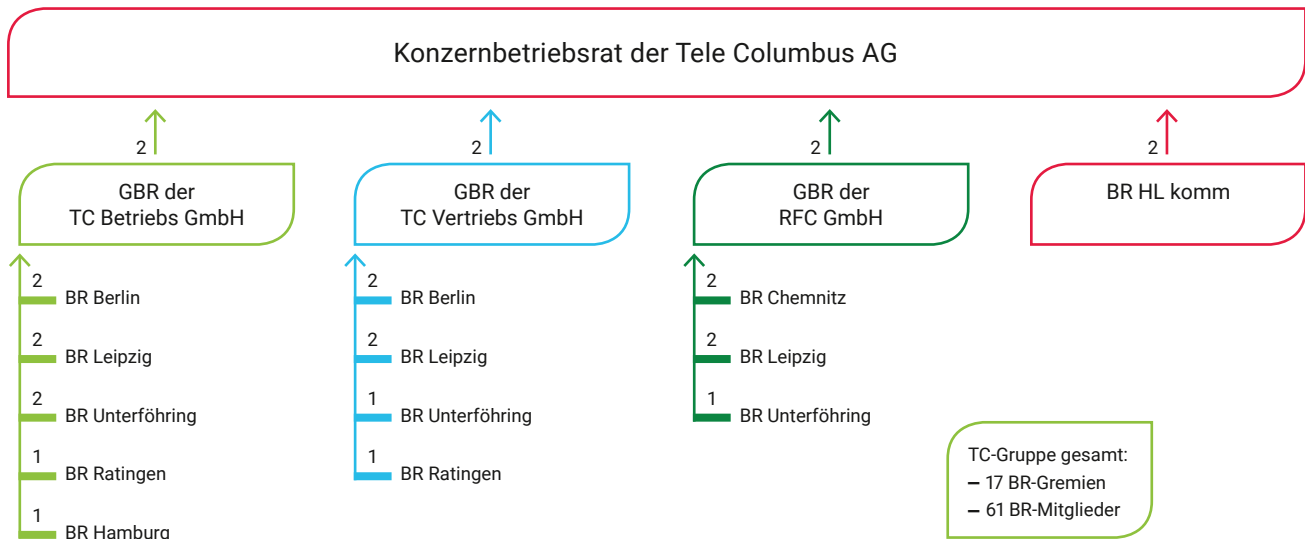 Konzernbetriebsrat der Tele Columbus AG
2
2
2
2
GBR der
TC Betriebs GmbH
GBR der
TC Vertriebs GmbH
GBR der
RFC GmbH
BR HL komm
2
BR Berlin
2
BR Leipzig
2
BR Unterföhring
1
BR Ratingen
1
BR Hamburg
2
BR Berlin
2
BR Leipzig
1
BR Unterföhring
1
BR Ratingen
2
BR Chemnitz
2
BR Leipzig
1
BR Unterföhring
TC-Gruppe gesamt:
– 17 BR-Gremien
– 61 BR-Mitglieder